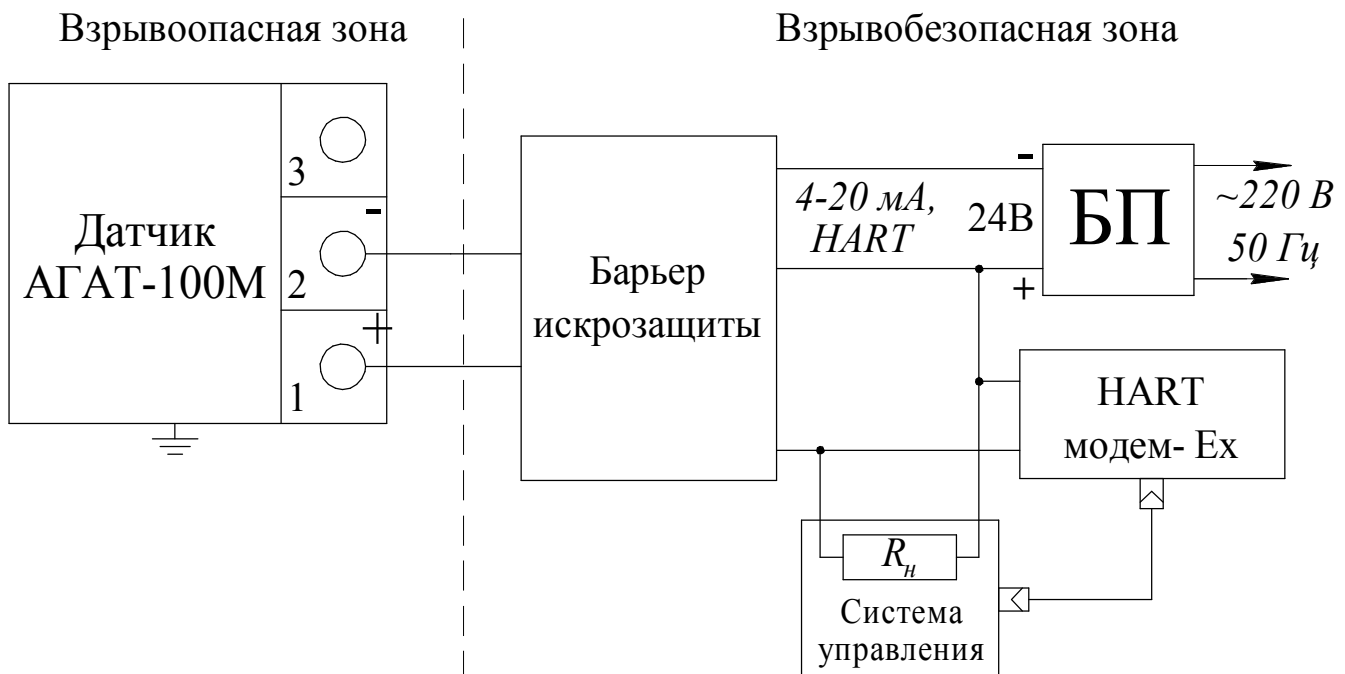 Взрывоопасная зона
Взрывобезопасная зона
3
-
2
+
1
Датчик
АГАТ-100М
Барьер
искрозащиты
4-20 мА,
HART
-
24В
+
БП
~220 В
50 Гц
HART
модем- Ex
Rн
Система
управления